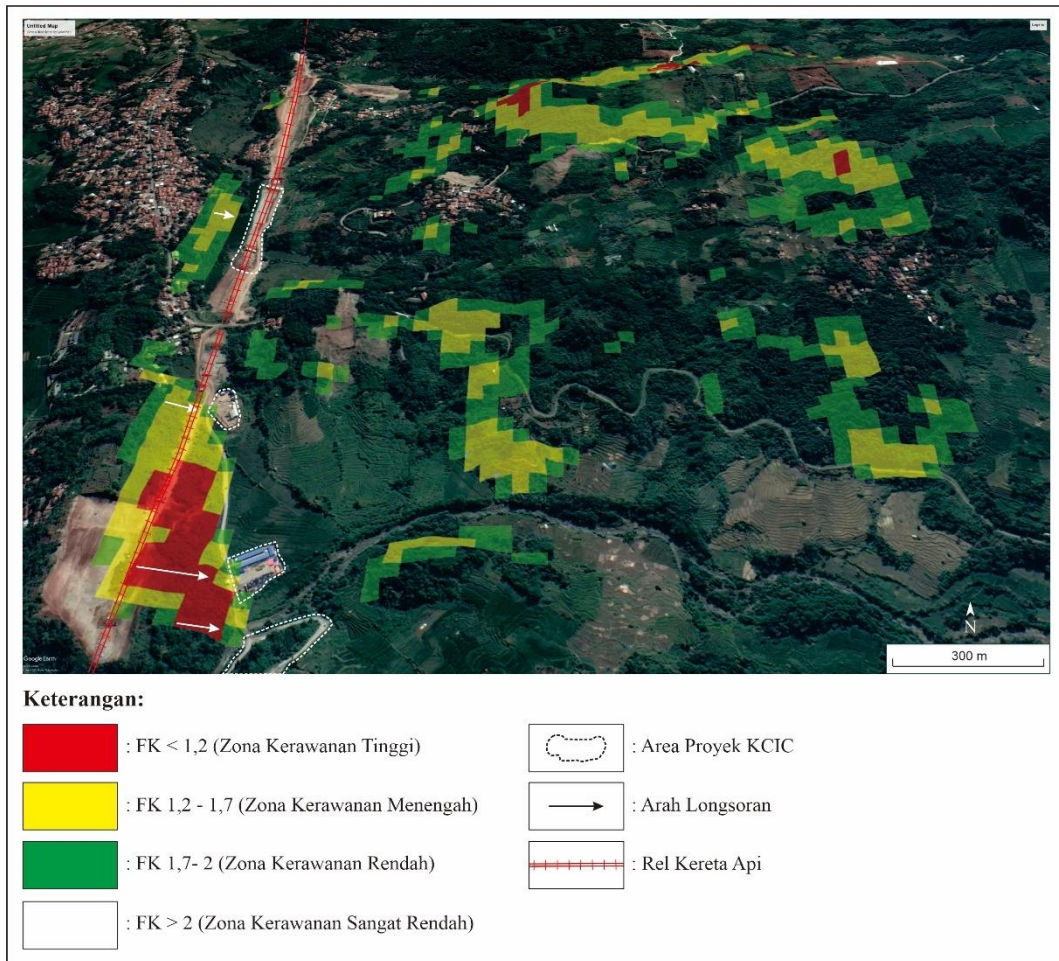 Untitled Map
Legend
N
300 m
Google Earth
Keterangan:
: FK < 1,2 (Zona Kerawanan Tinggi)
: FK 1,2 - 1,7 (Zona Kerawanan Menengah)
: FK 1,7- 2 (Zona Kerawanan Rendah)
: FK > 2 (Zona Kerawanan Sangat Rendah)
: Area Proyek KCIC
: Arah Longsoran
: Rel Kereta Api